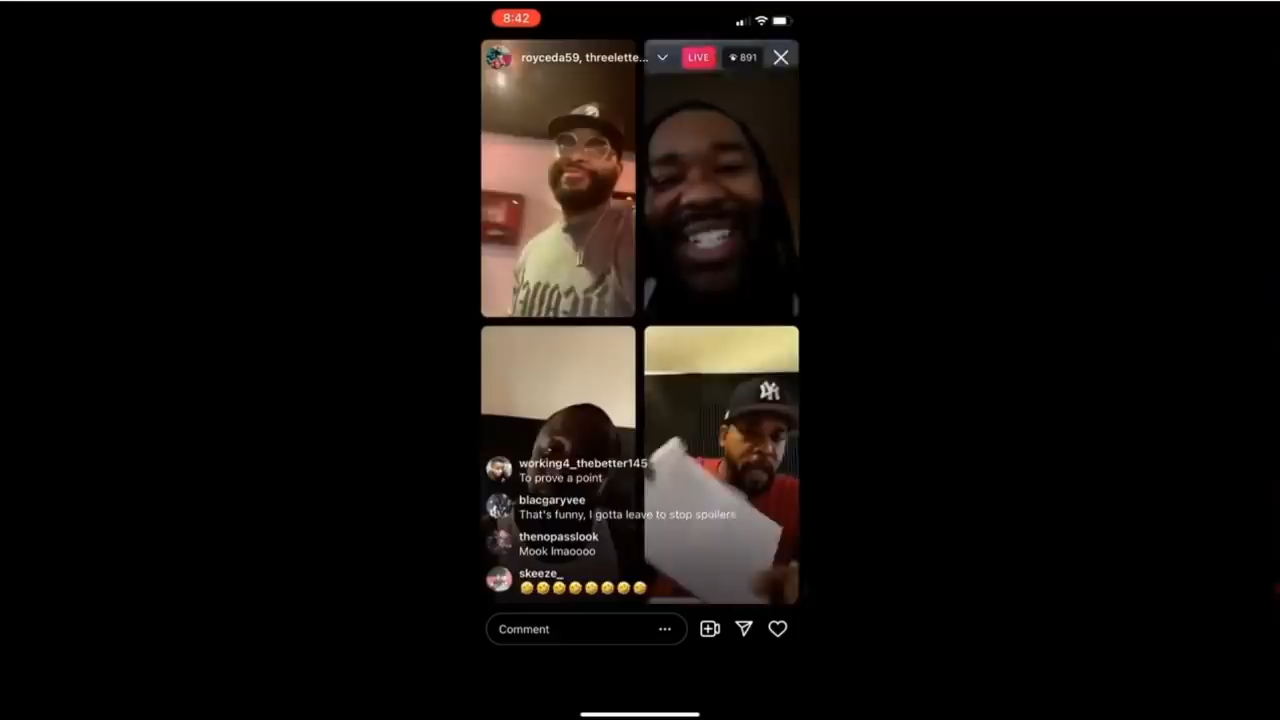 8:42
royceda59, threelette...
LIVE
891
NY
working4_thebetter145
To prove a point
blacgaryvee
That's funny, I gotta leave to stop spoilers
thenopasslook
Mook lmaoooo
skeeze_
🤣🤣🤣🤣🤣🤣🤣🤣
Comment